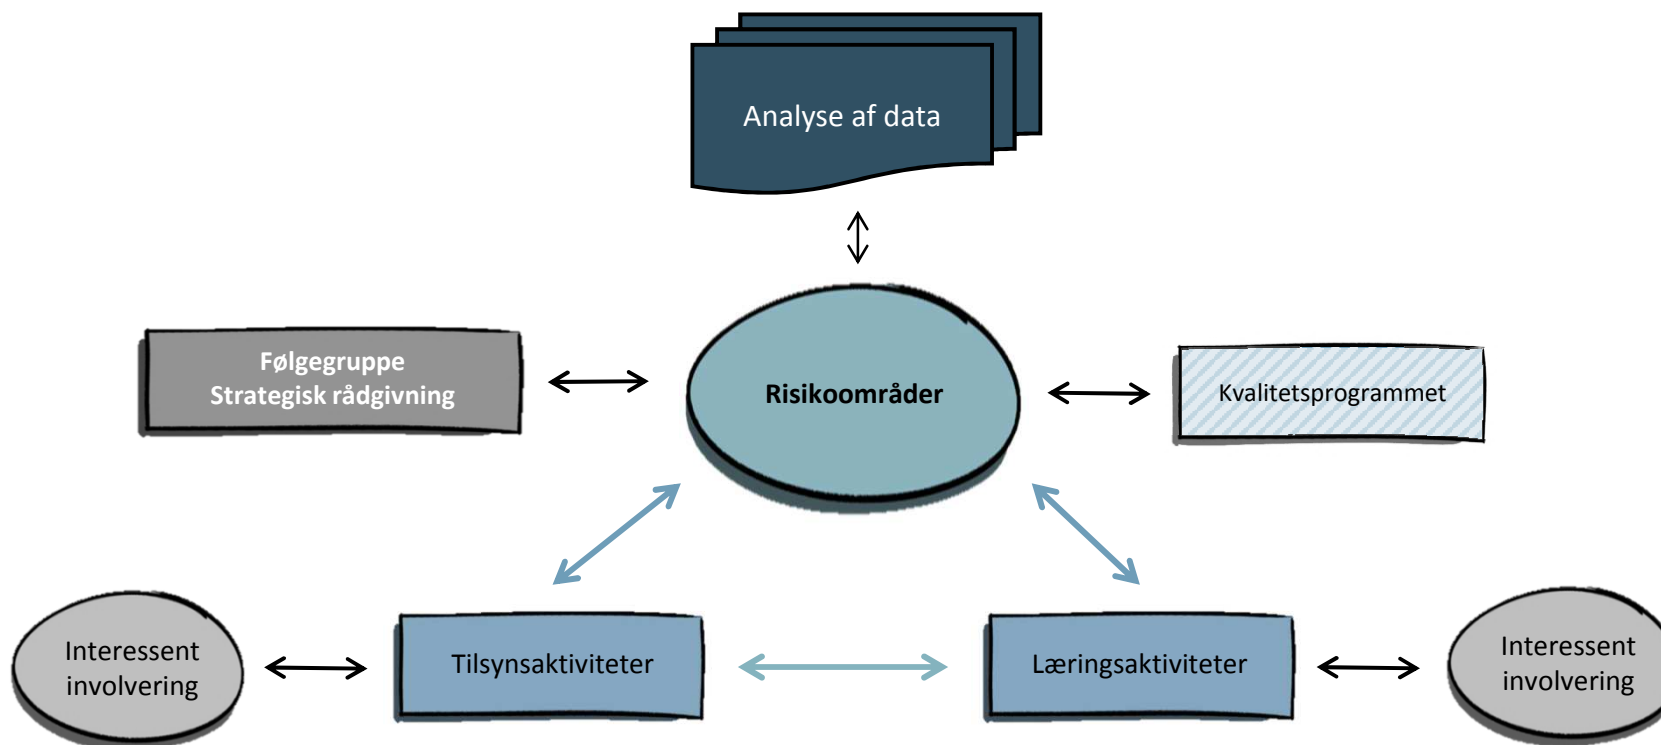 Analyse af data
Følgegruppe
Strategisk rådgivning
Risikoområder
Kvalitetsprogrammet
Interessent
involvering
Tilsynsaktiviteter
Læringsaktiviteter
Interessent
involvering